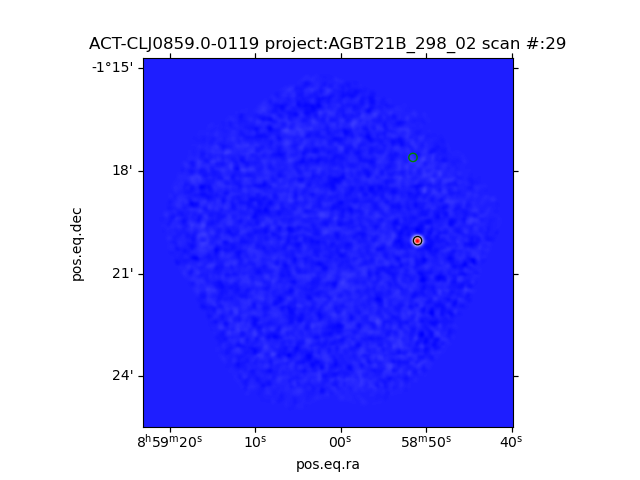 ACT-CLJ0859.0-0119 project:AGBT21B_298_02 scan #:29
-1°15'
18'
21'
24'
pos.eq.dec
8ʰ59ᵐ20ˢ 10ˢ 00ˢ 58ᵐ50ˢ 40ˢ
pos.eq.ra